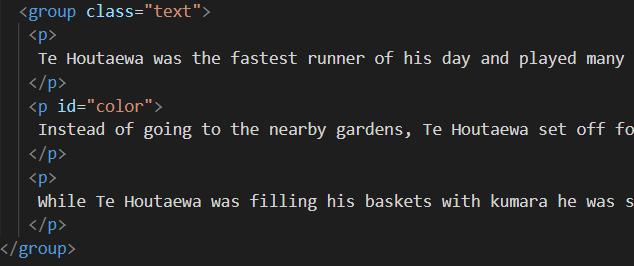 <group class="text">
<p>
Te Houtaewa was the fastest runner of his day and played many
</p>
<p id="color">
Instead of going to the nearby gardens, Te Houtaewa set off fo
</p>
<p>
While Te Houtaewa was filling his baskets with kumara he was s
</p>
</group>